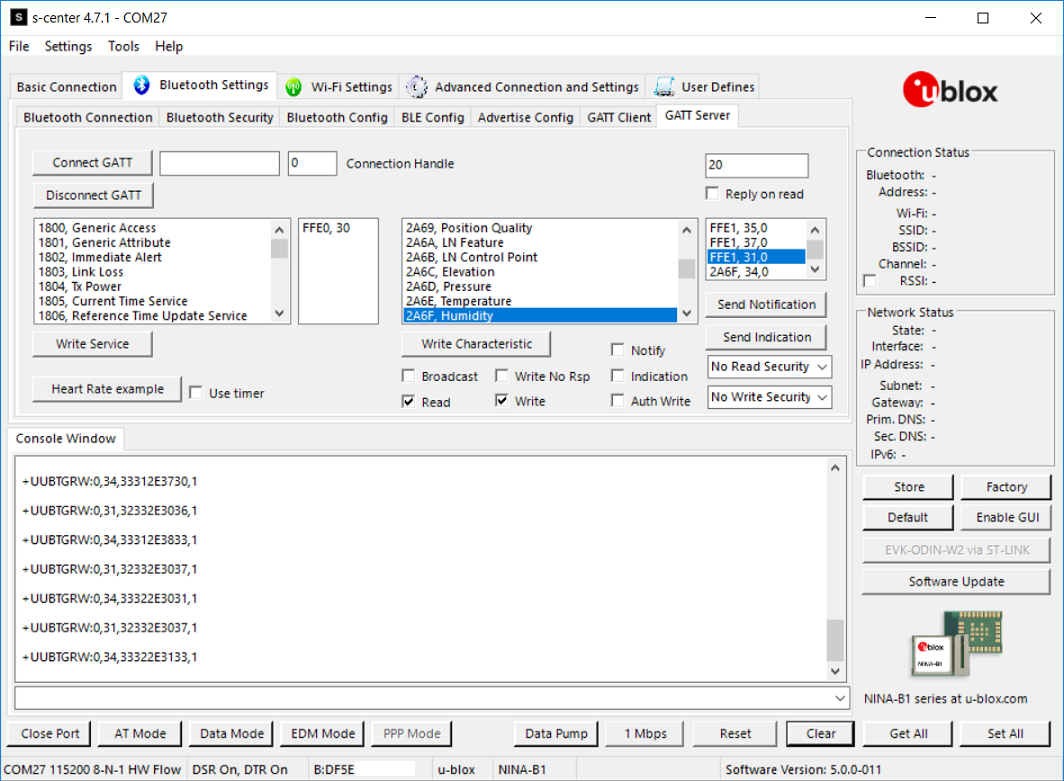 s-center 4.7.1 - COM27
File Settings Tools Help
Basic Connection Bluetooth Settings Wi-Fi Settings Advanced Connection and Settings User Defines
Bluetooth Connection Bluetooth Security Bluetooth Config BLE Config Advertise Config GATT Client GATT Server
Connect GATT 0 Connection Handle 20
Disconnect GATT Reply on read
1800, Generic Access
1801, Generic Attribute
1802, Immediate Alert
1803, Link Loss
1804, Tx Power
1805, Current Time Service
1806, Reference Time Update Service
FFE0, 30
2A69, Position Quality
2A6A, LN Feature
2A6B, LN Control Point
2A6C, Elevation
2A6D, Pressure
2A6E, Temperature
2A6F, Humidity
FFE1, 35,0
FFE1, 37,0
FFE1, 31,0
2A6F, 34,0
Send Notification
Write Service Write Characteristic Send Indication
Notify
No Read Security
Broadcast Write No Rsp Indication
Heart Rate example Use timer
Read Write Auth Write No Write Security
Console Window
+UUBTGRW:0,34,33312E3730,1
+UUBTGRW:0,31,32332E3036,1
+UUBTGRW:0,34,33312E3833,1
+UUBTGRW:0,31,32332E3037,1
+UUBTGRW:0,34,33322E3031,1
+UUBTGRW:0,31,32332E3037,1
+UUBTGRW:0,34,33322E3133,1
ublox
Connection Status
Bluetooth: -
Address: -
Wi-Fi: -
SSID: -
BSSID: -
Channel: -
RSSI: -
Network Status
State: -
Interface: -
IP Address: -
Subnet: -
Gateway: -
Prim. DNS: -
Sec. DNS: -
IPv6: -
Store Factory
Default Enable GUI
EVK-ODIN-W2 via ST-LINK
Software Update
ublox
NINA-B1
NINA-B1 series at u-blox.com
Close Port AT Mode Data Mode EDM Mode PPP Mode Data Pump 1 Mbps Reset Clear Get All Set All
COM27 115200 8-N-1 HW Flow DSR On, DTR On B:DF5E u-blox NINA-B1 Software Version: 5.0.0-011